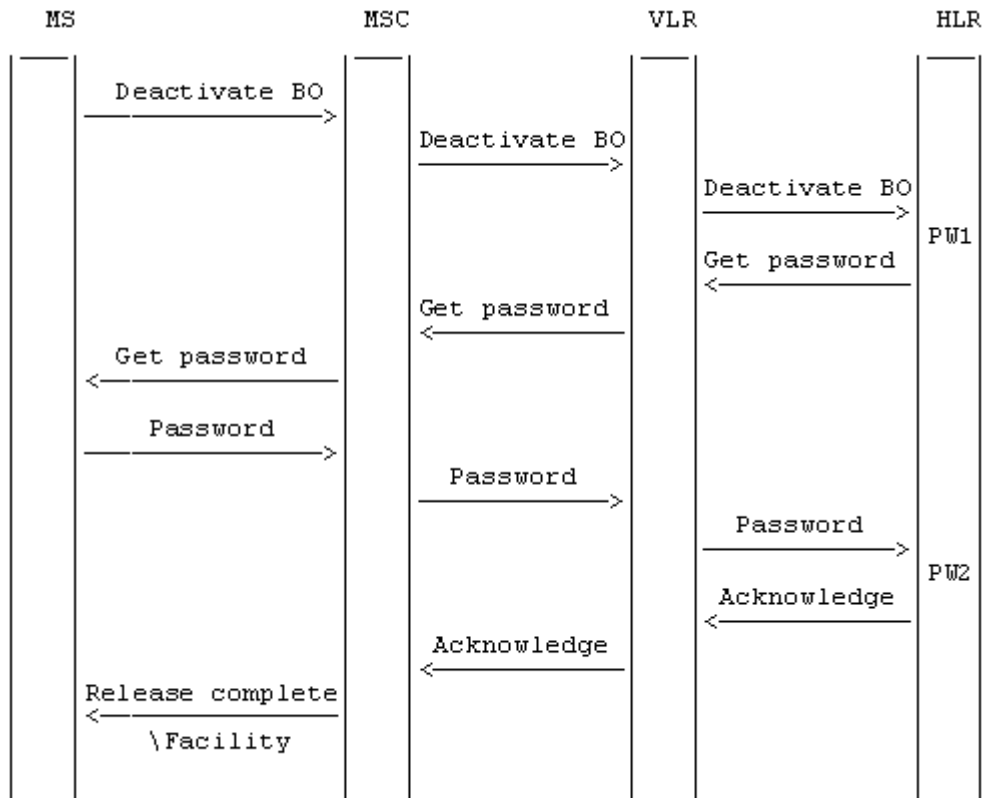 MS MSC VLR HLR
Deactivate BO
Deactivate BO
Deactivate BO
PW1
Get password
Get password
Get password
Password
Password
Password
PW2
Acknowledge
Acknowledge
Release complete
\Facility